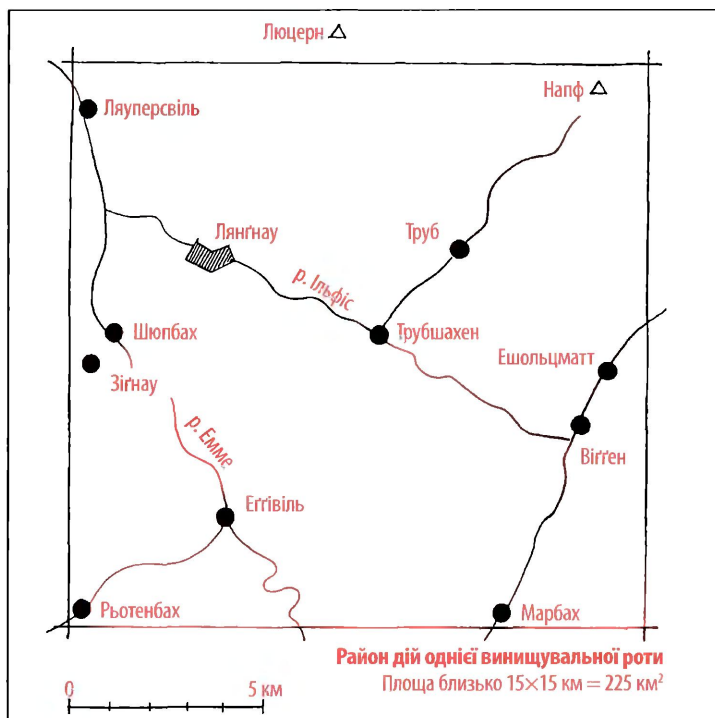 Люцерн
Напф
Ляуперсвіль
Лянґнау
Труб
р. Ільфіс
Шюпбах
Трубшахен
Зіґнау
Ешольцматт
р. Емме
Віґґен
Еґґівіль
Рьотенбах
Марбах
Район дій однієї винищувальної роти
Площа близько 15×15 км = 225 км²
0 5 км